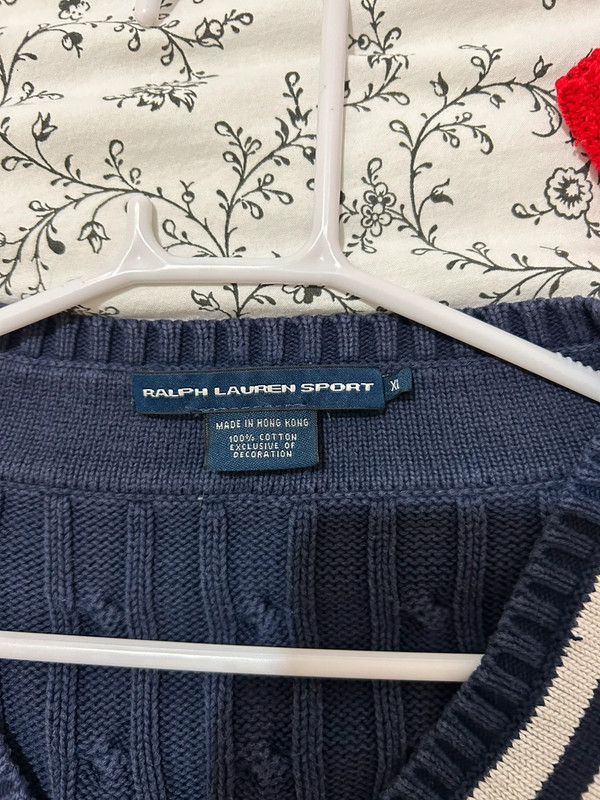 RALPH LAUREN SPORT
XL
MADE IN HONG KONG
100% COTTON
EXCLUSIVE OF
DECORATION